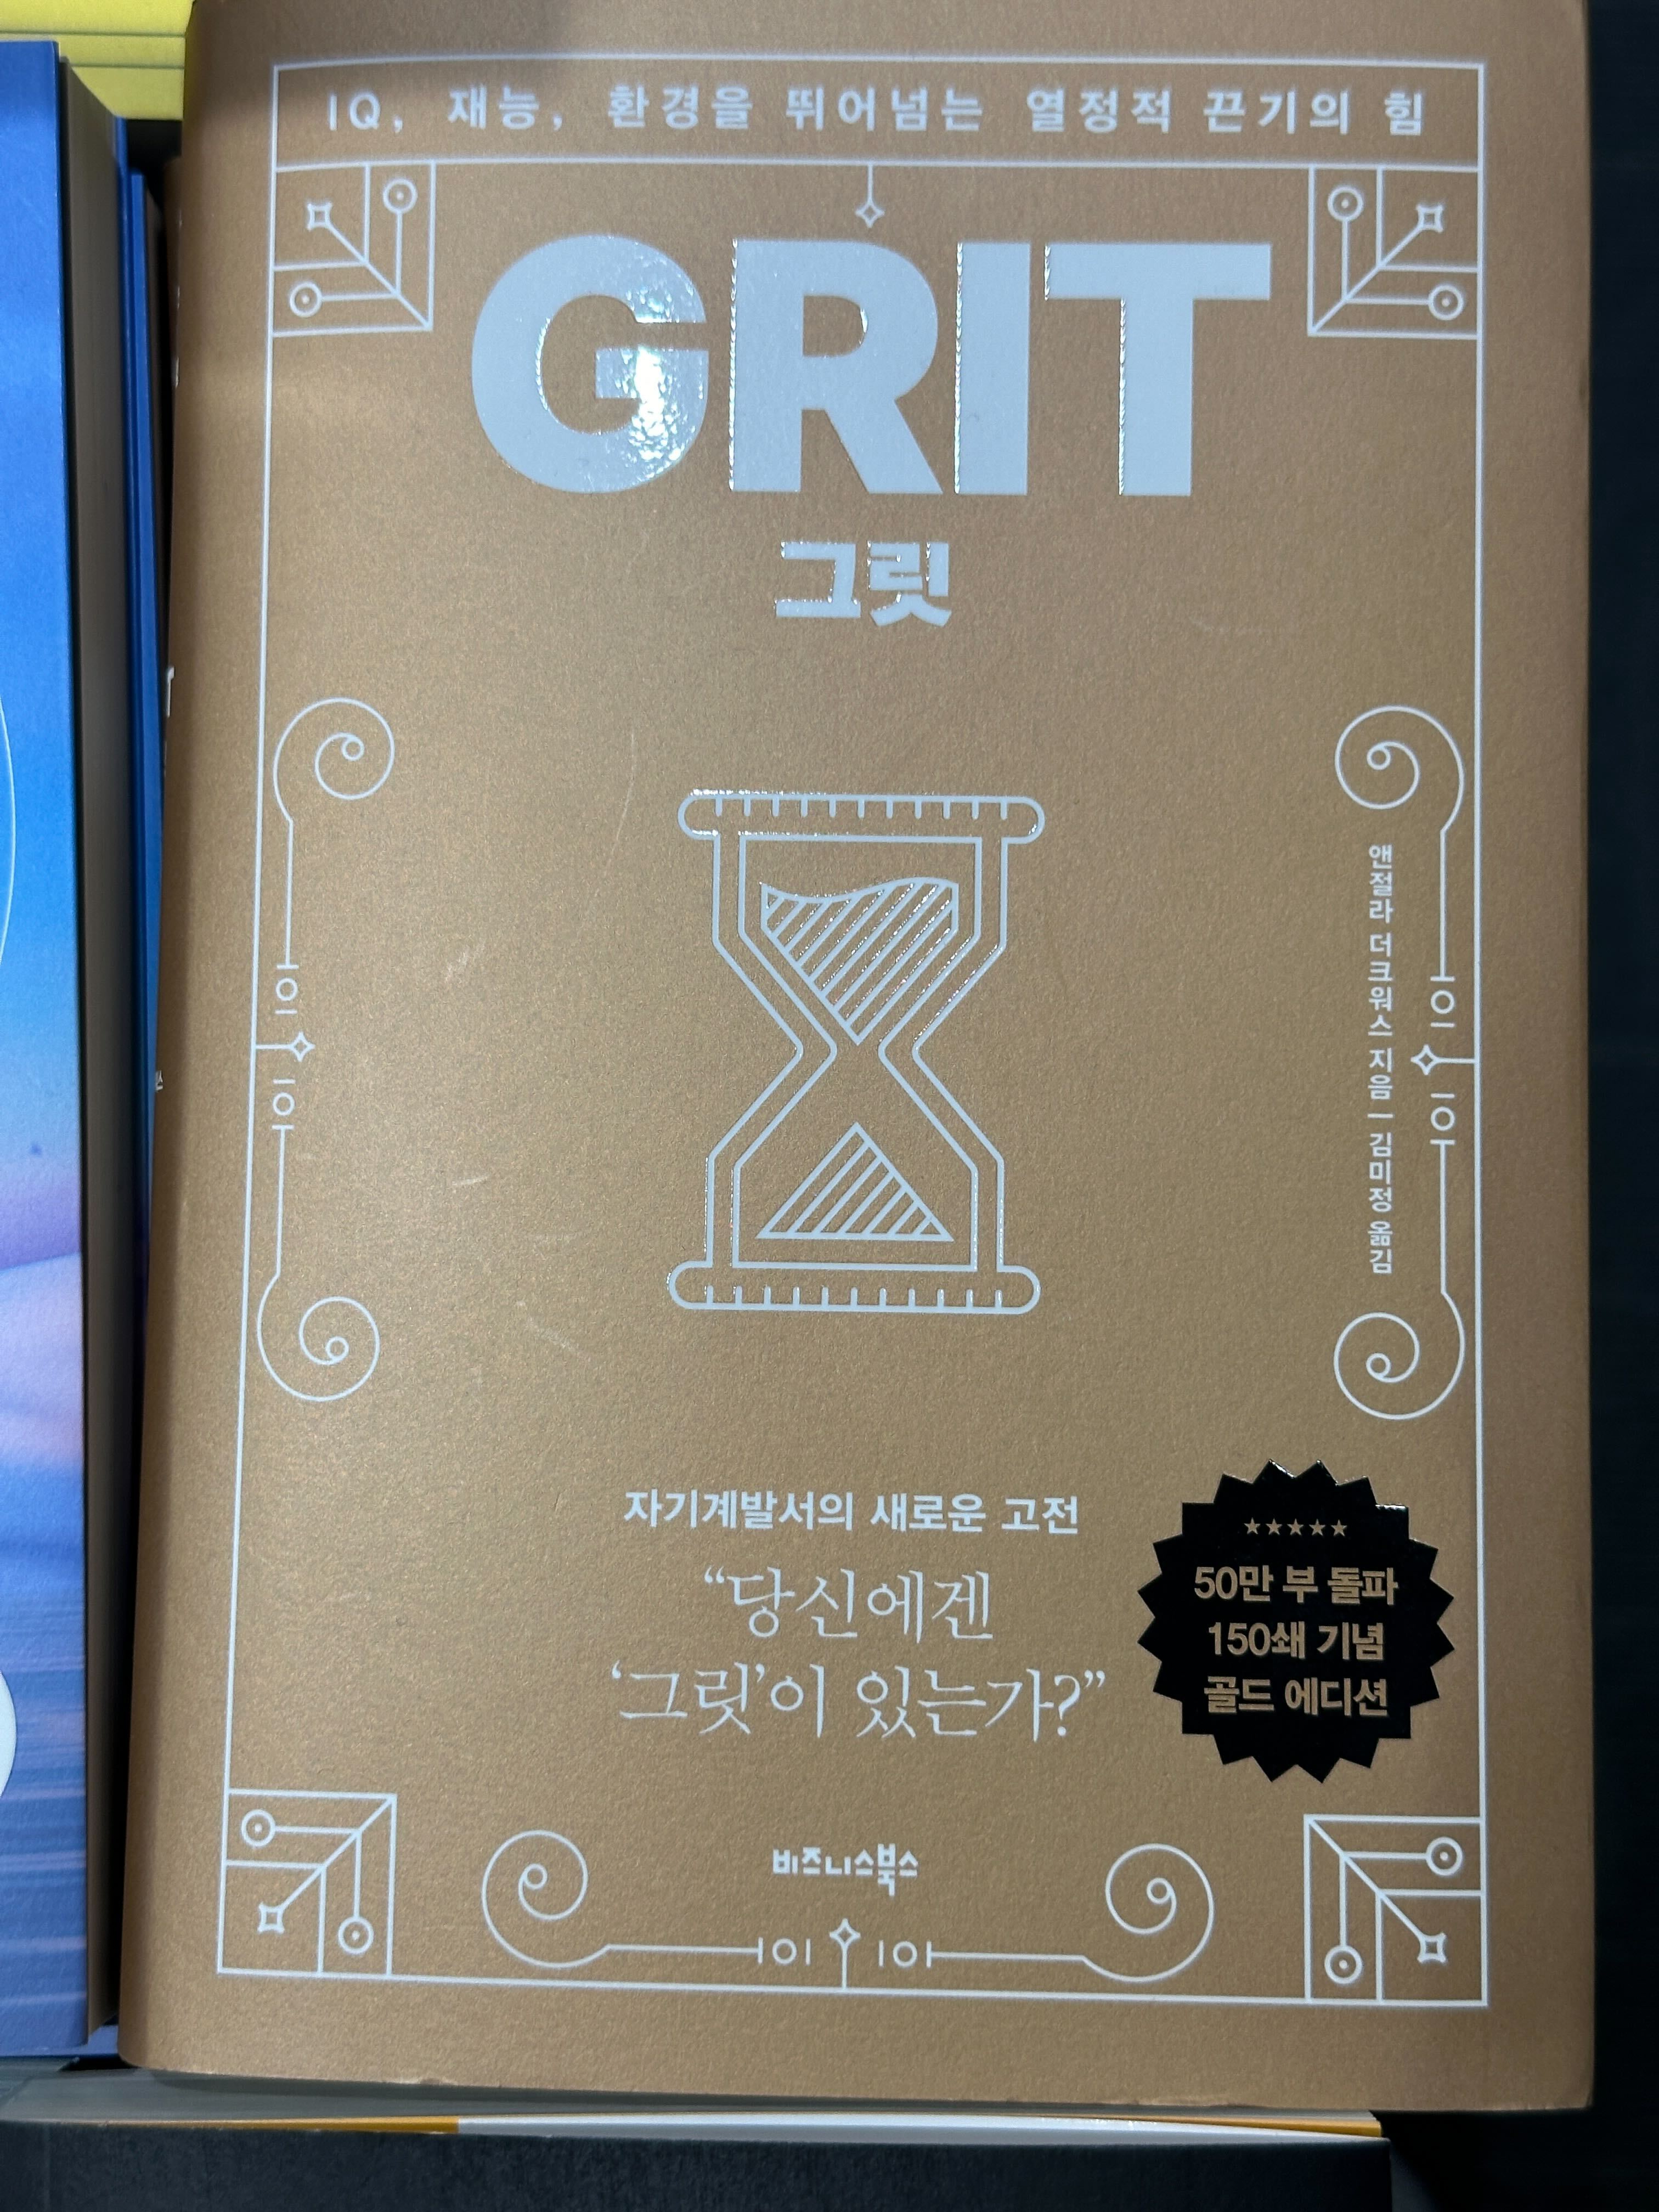 IQ, 재능, 환경을 뛰어넘는 열정적 끈기의 힘
GRIT
그릿
앤절라 더크워스 지음 | 김미정 옮김
자기계발서의 새로운 고전
“당신에겐
‘그릿’이 있는가?”
★★★★★
50만 부 돌파
150쇄 기념
골드 에디션
비즈니스북스